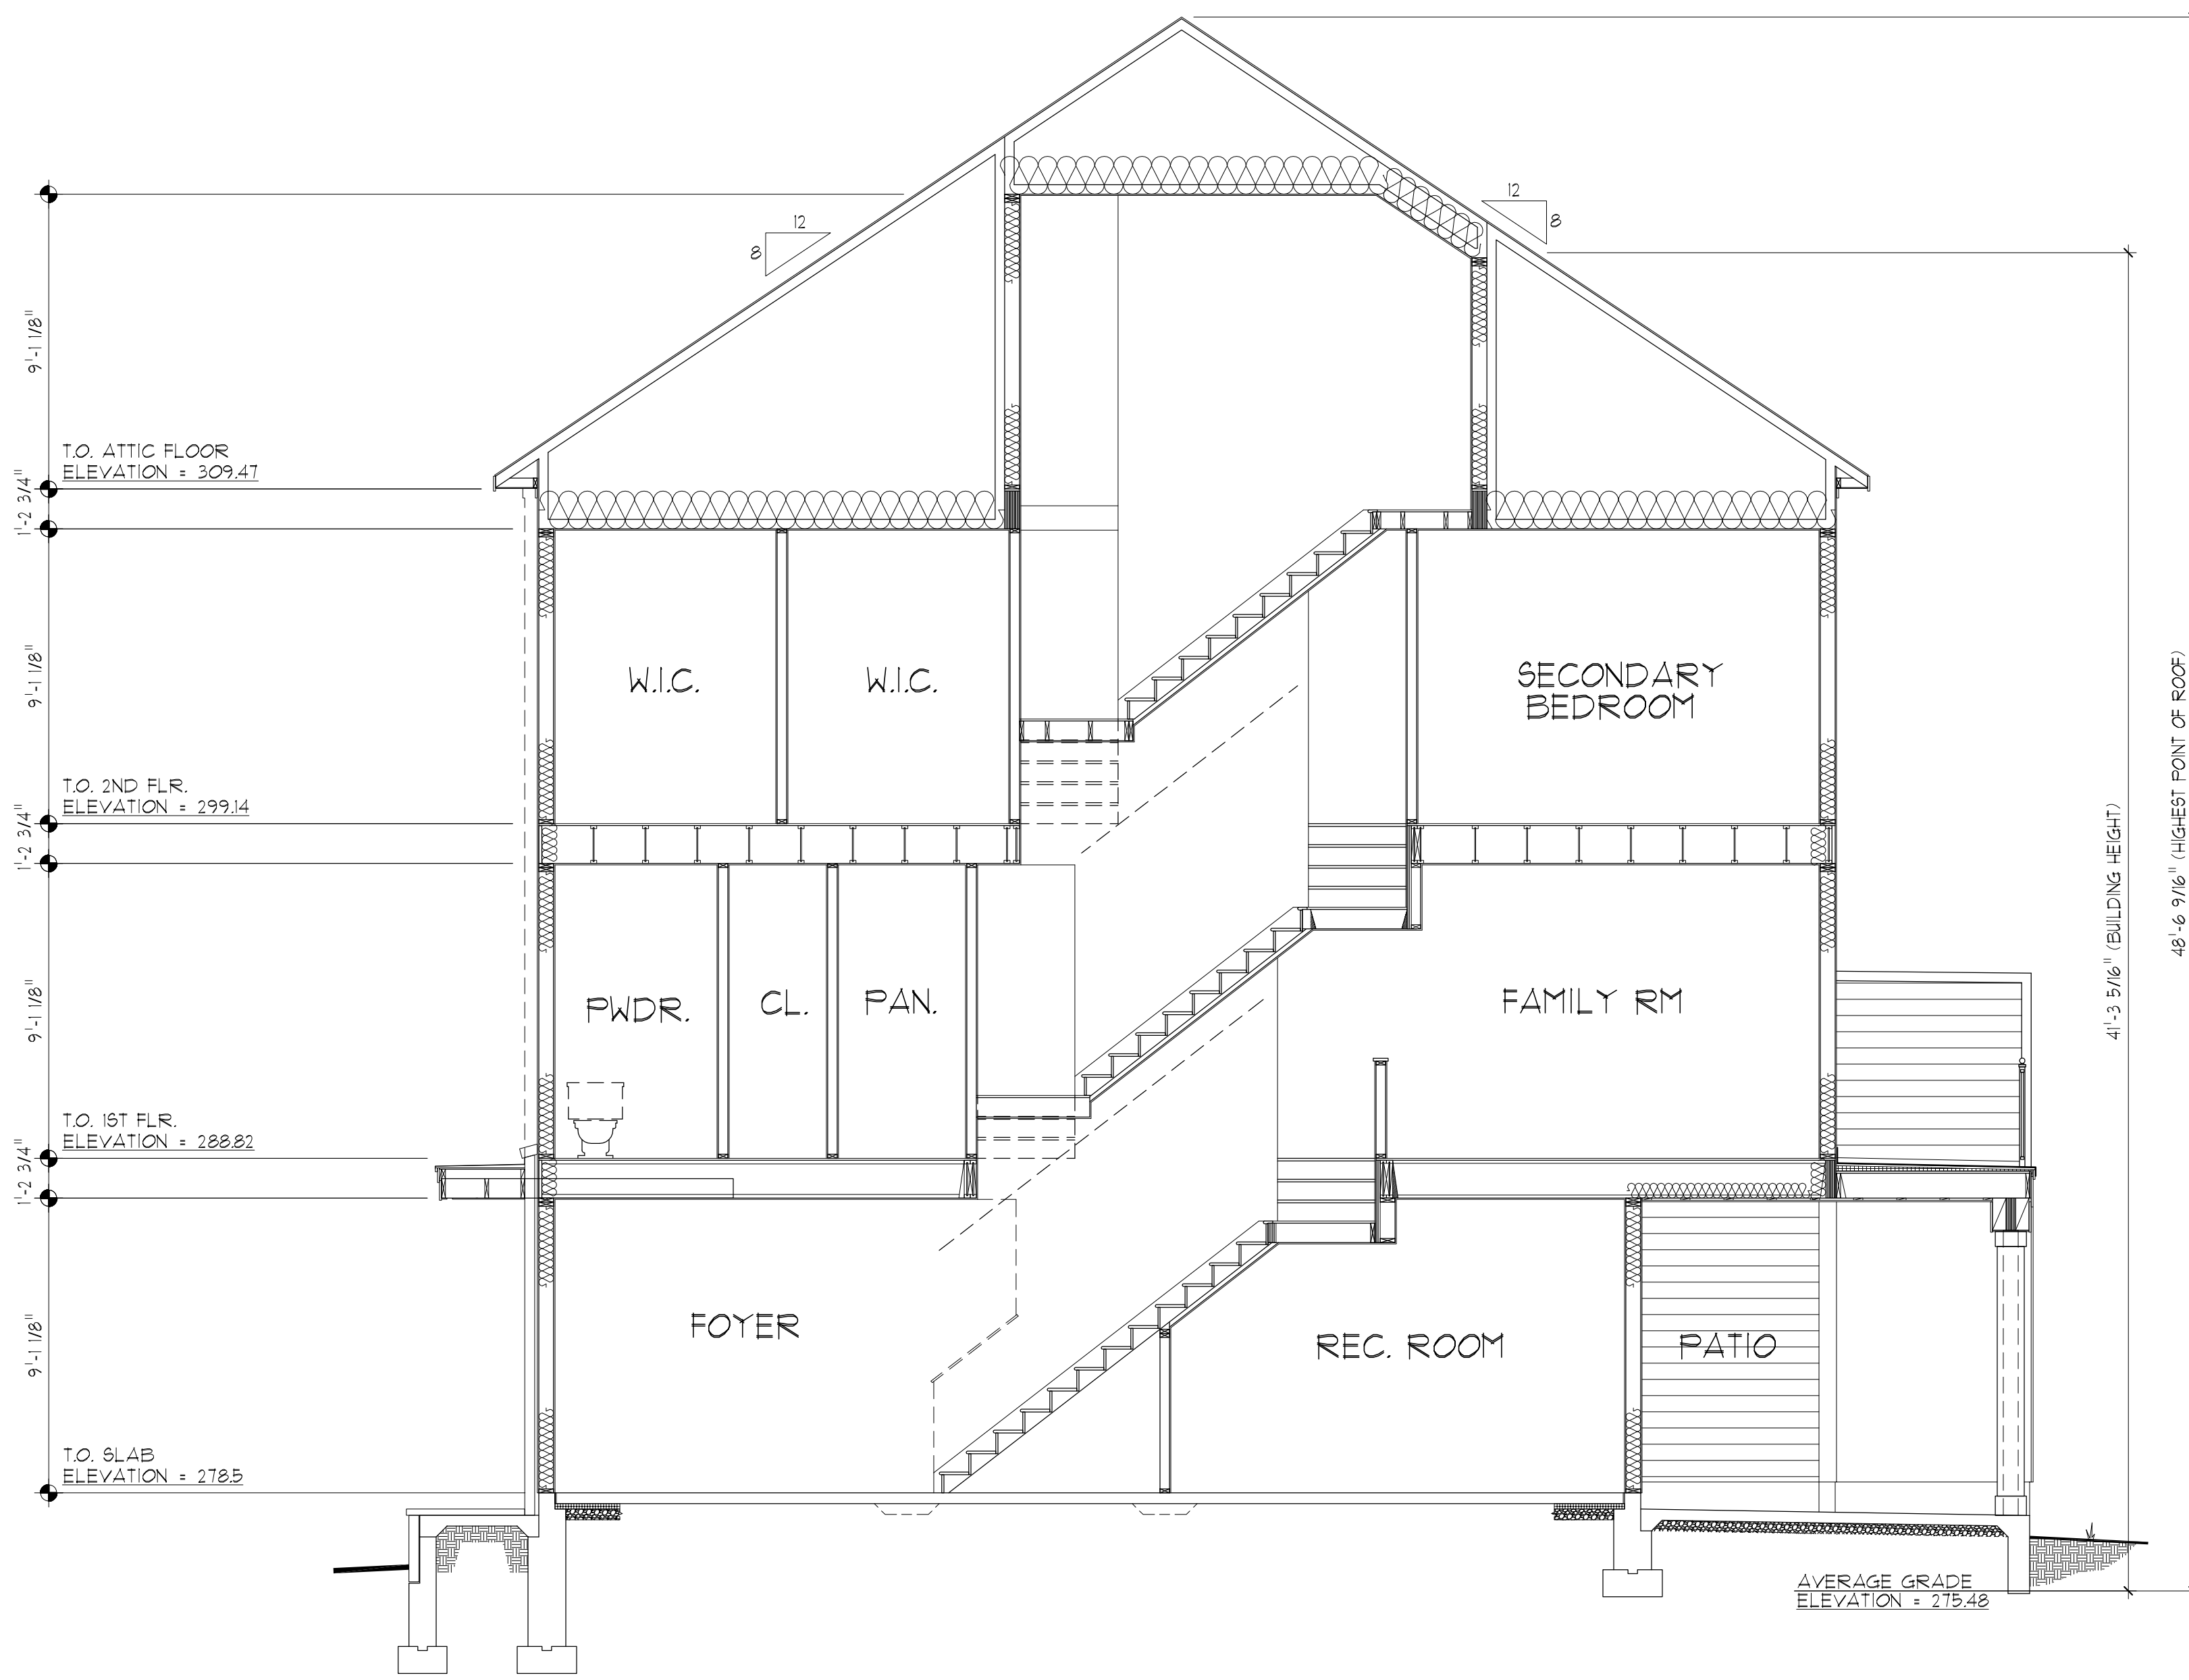 12
8
12
8
9'-1 1/8"
T.O. ATTIC FLOOR
ELEVATION = 309.47
1'-2 3/4"
9'-1 1/8"
W.I.C.
W.I.C.
SECONDARY
BEDROOM
T.O. 2ND FLR.
ELEVATION = 299.14
1'-2 3/4"
9'-1 1/8"
PWDR.
CL.
PAN.
FAMILY RM
41'-3 5/16" (BUILDING HEIGHT)
48'-6 9/16" (HIGHEST POINT OF ROOF)
T.O. 1ST FLR.
ELEVATION = 288.82
1'-2 3/4"
9'-1 1/8"
FOYER
REC. ROOM
PATIO
T.O. SLAB
ELEVATION = 278.5
AVERAGE GRADE
ELEVATION = 275.48